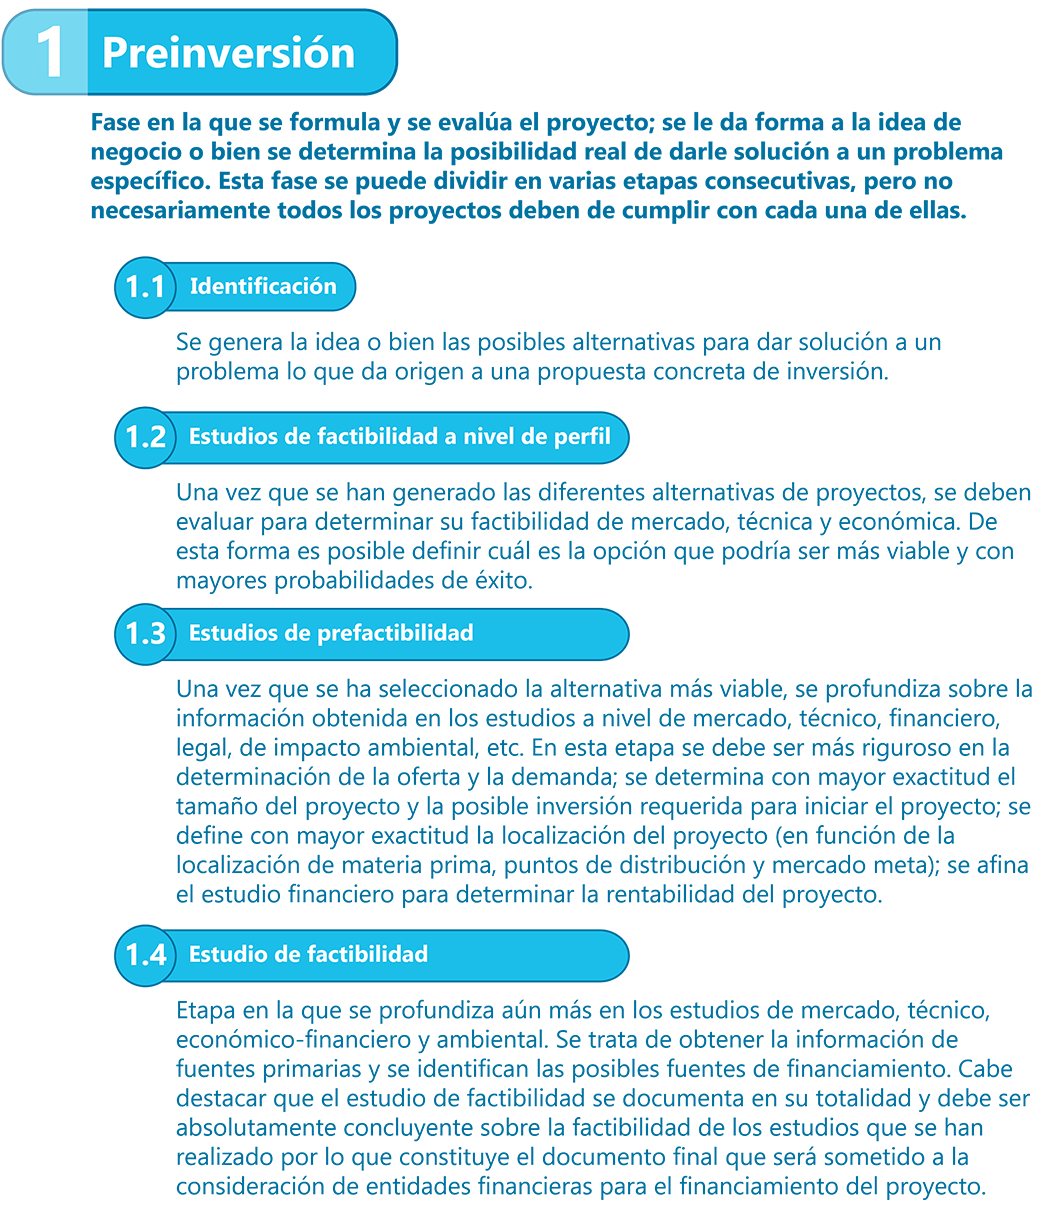 1 Preinversión
Fase en la que se formula y se evalúa el proyecto; se le da forma a la idea de
negocio o bien se determina la posibilidad real de darle solución a un problema
específico. Esta fase se puede dividir en varias etapas consecutivas, pero no
necesariamente todos los proyectos deben de cumplir con cada una de ellas.
1.1 Identificación
Se genera la idea o bien las posibles alternativas para dar solución a un
problema lo que da origen a una propuesta concreta de inversión.
1.2 Estudios de factibilidad a nivel de perfil
Una vez que se han generado las diferentes alternativas de proyectos, se deben
evaluar para determinar su factibilidad de mercado, técnica y económica. De
esta forma es posible definir cuál es la opción que podría ser más viable y con
mayores probabilidades de éxito.
1.3 Estudios de prefactibilidad
Una vez que se ha seleccionado la alternativa más viable, se profundiza sobre la
información obtenida en los estudios a nivel de mercado, técnico, financiero,
legal, de impacto ambiental, etc. En esta etapa se debe ser más riguroso en la
determinación de la oferta y la demanda; se determina con mayor exactitud el
tamaño del proyecto y la posible inversión requerida para iniciar el proyecto; se
define con mayor exactitud la localización del proyecto (en función de la
localización de materia prima, puntos de distribución y mercado meta); se afina
el estudio financiero para determinar la rentabilidad del proyecto.
1.4 Estudio de factibilidad
Etapa en la que se profundiza aún más en los estudios de mercado, técnico,
económico-financiero y ambiental. Se trata de obtener la información de
fuentes primarias y se identifican las posibles fuentes de financiamiento. Cabe
destacar que el estudio de factibilidad se documenta en su totalidad y debe ser
absolutamente concluyente sobre la factibilidad de los estudios que se han
realizado por lo que constituye el documento final que será sometido a la
consideración de entidades financieras para el financiamiento del proyecto.